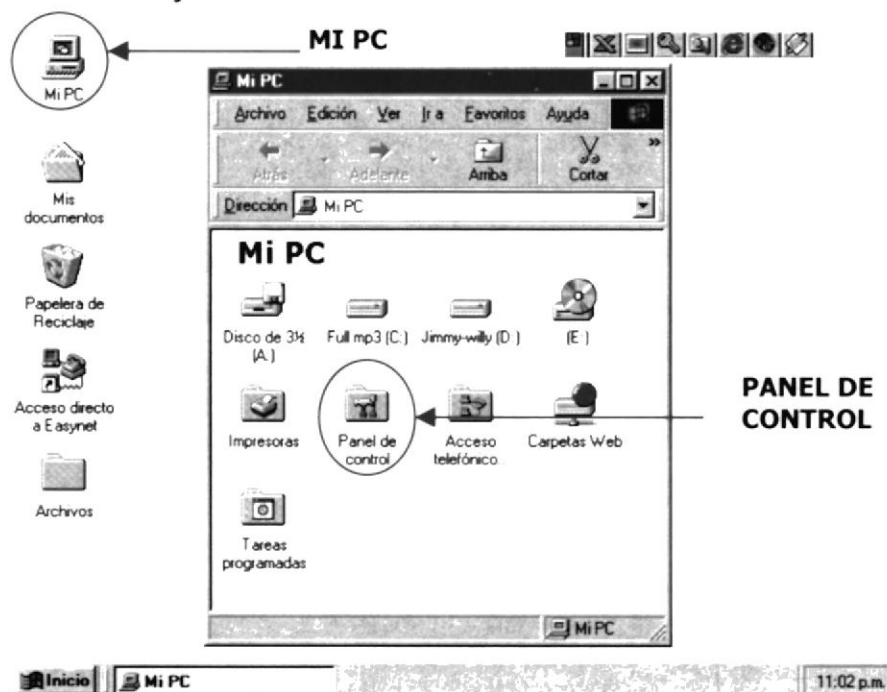 MI PC
Mi PC
Mi PC
Archivo Edición Ver Ir a Favoritos Ayuda
»
Atrás Adelante Arriba Cortar
Dirección Mi PC
Mis
documentos
Mi PC
Papelera de
Reciclaje
Disco de 3½
(A:)
Full mp3 (C:)
Jimmy-willy (D:)
(E:)
Acceso directo
a Easynet
Impresoras
Panel de
control
Acceso
telefónico...
Carpetas Web
PANEL DE
CONTROL
Archivos
Tareas
programadas
Mi PC
Inicio Mi PC 11:02 p.m.